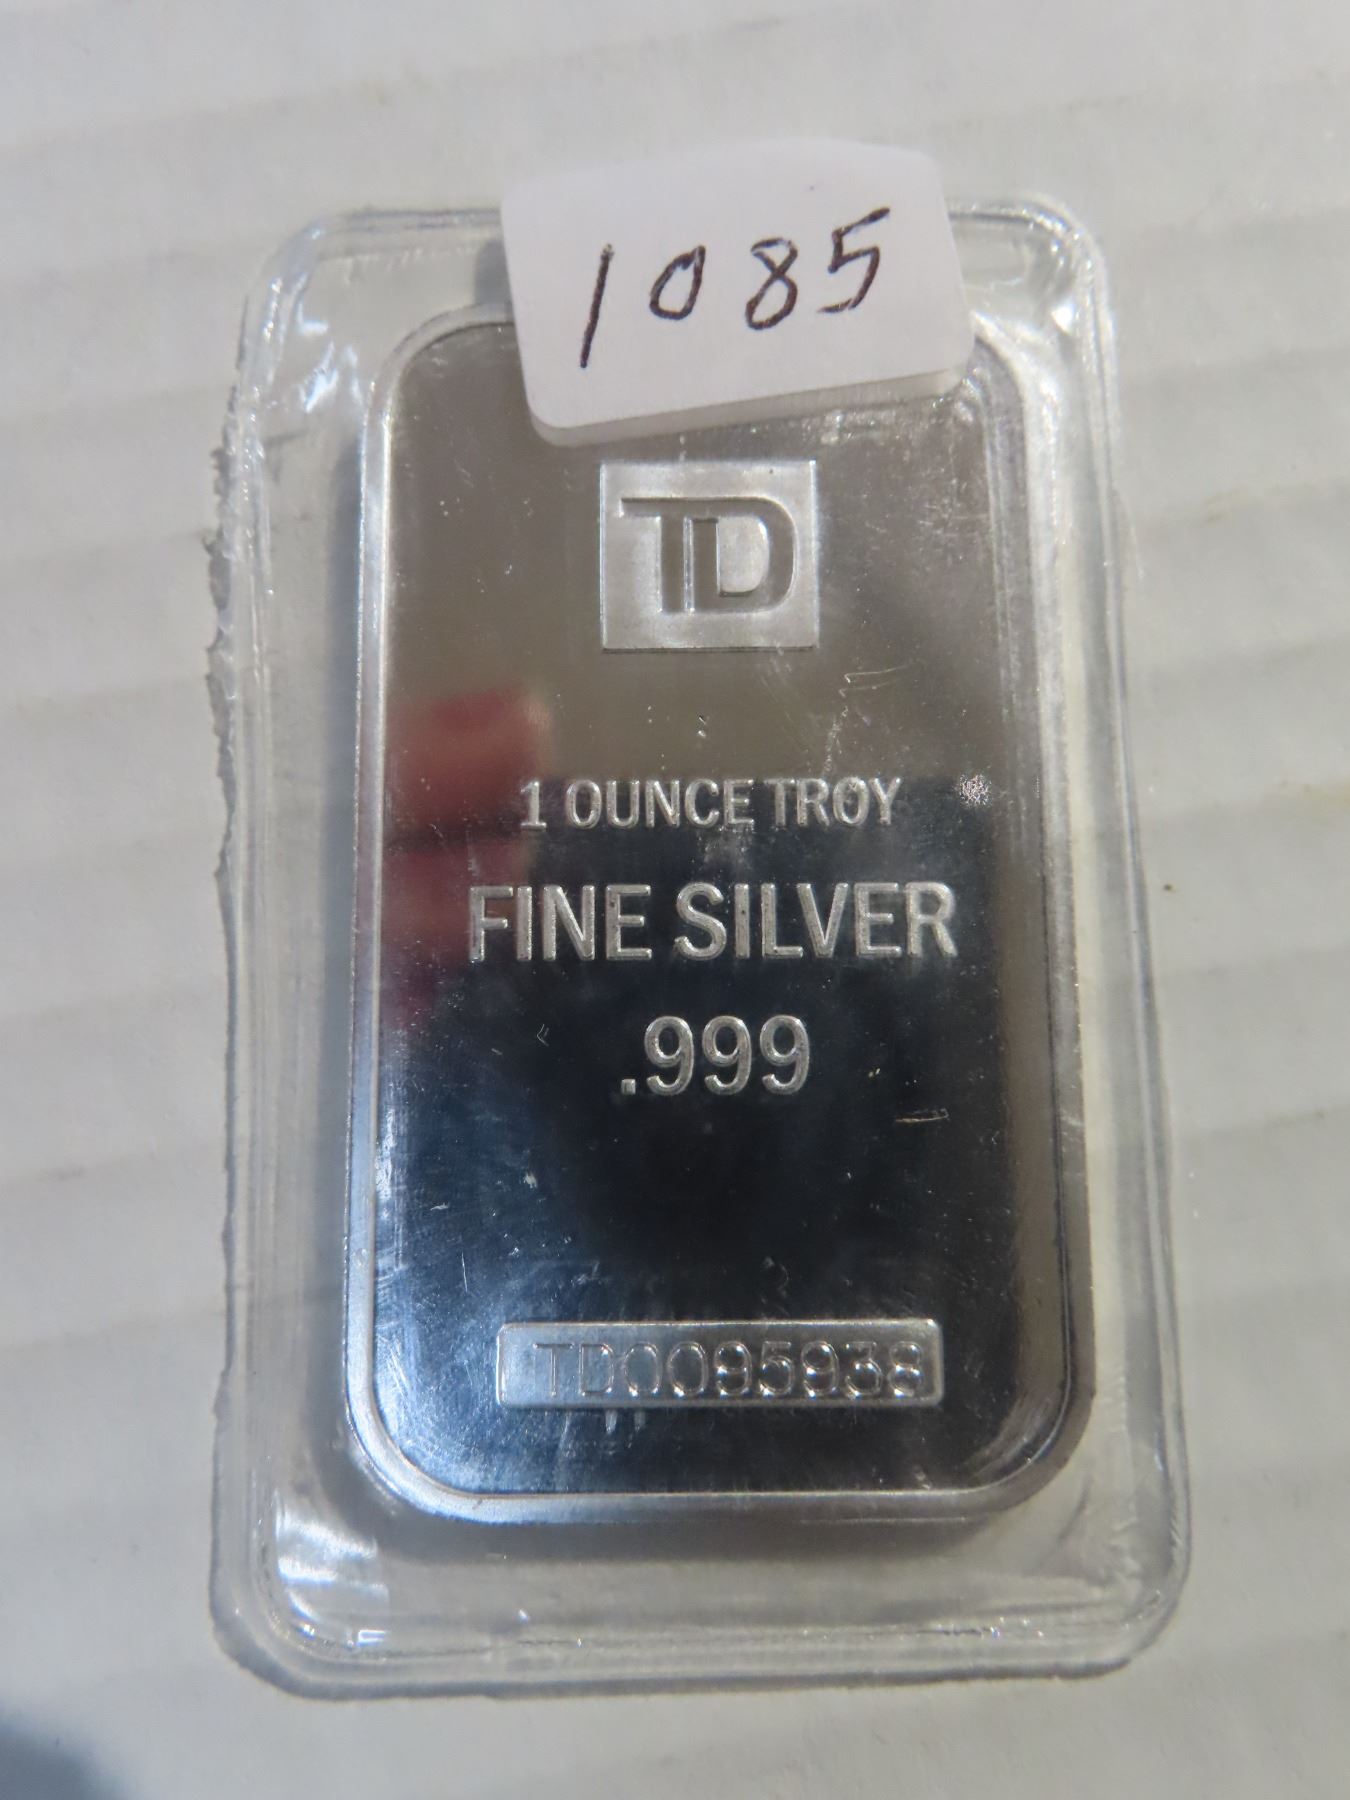 1085
TD
1 OUNCE TROY
FINE SILVER
.999
TD0095938